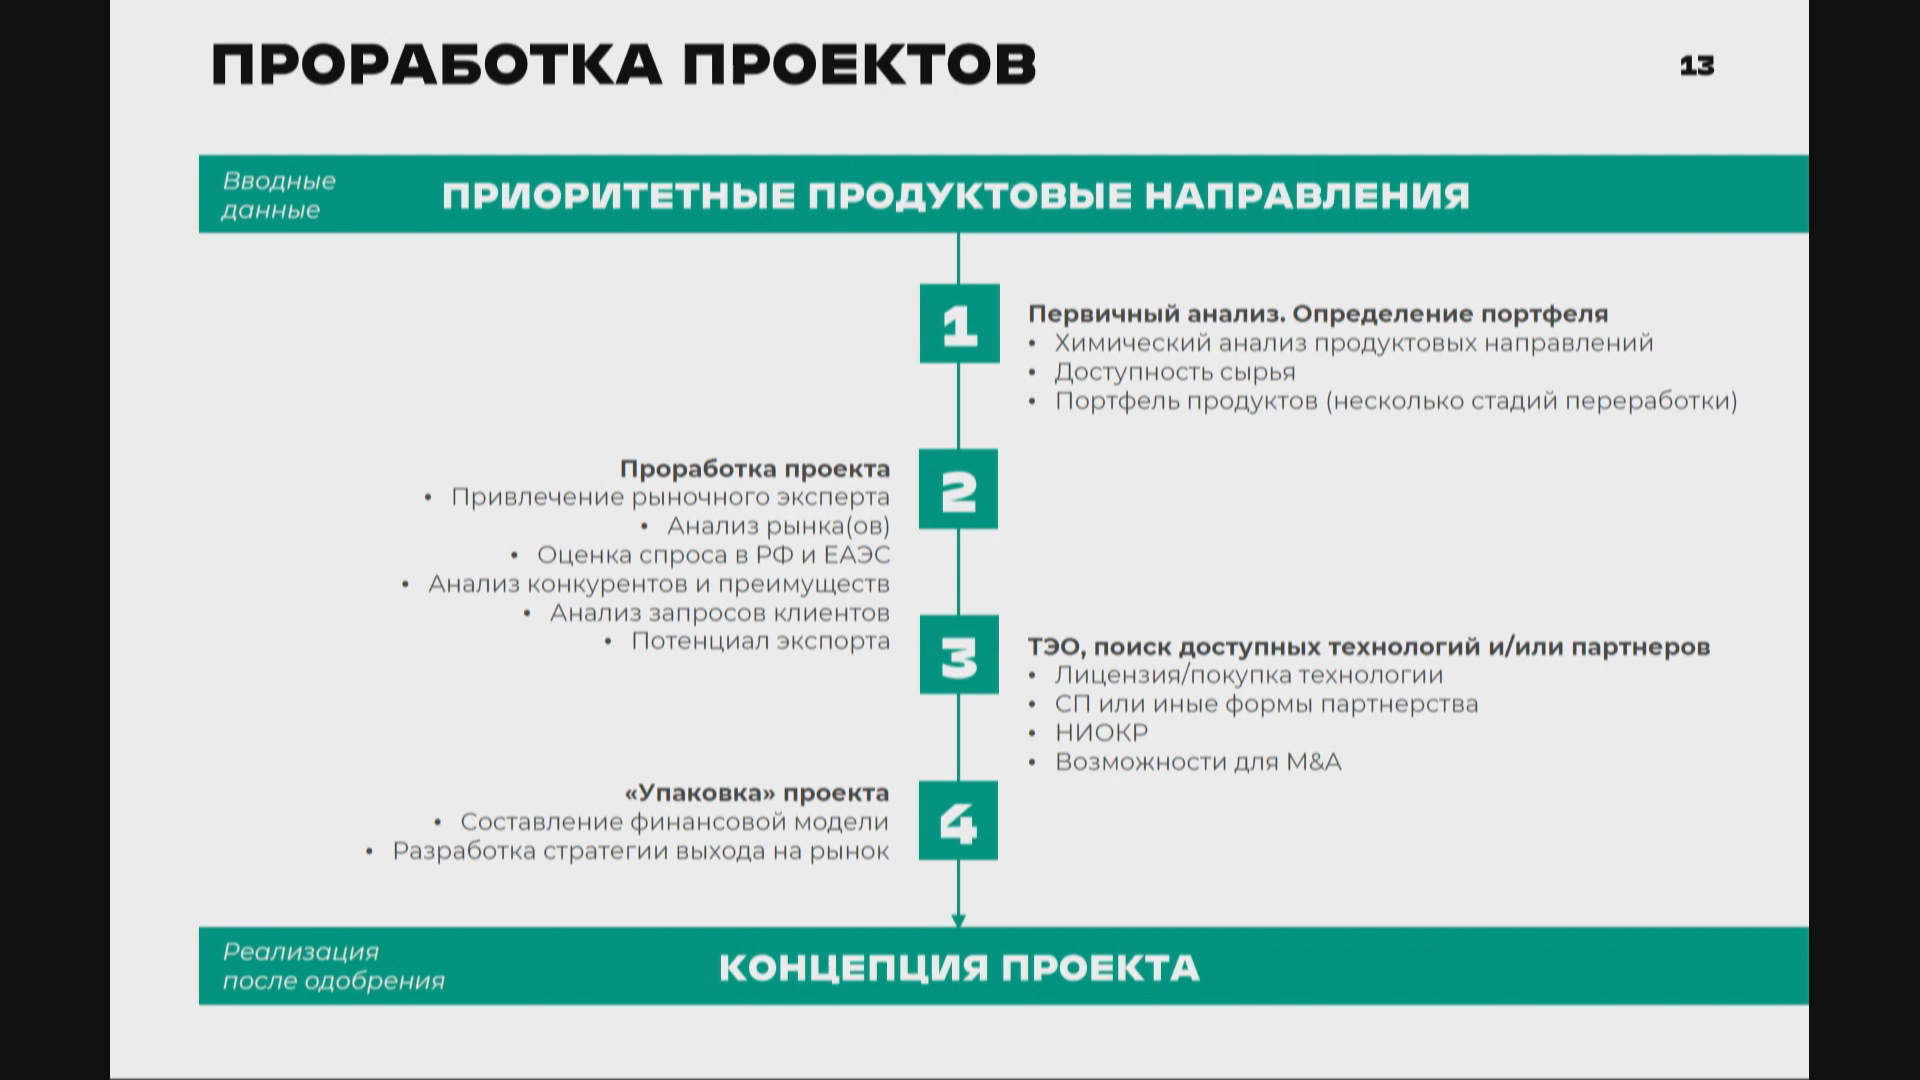 ПРОРАБОТКА ПРОЕКТОВ
13
Вводные
данные
ПРИОРИТЕТНЫЕ ПРОДУКТОВЫЕ НАПРАВЛЕНИЯ
1
Первичный анализ. Определение портфеля
• Химический анализ продуктовых направлений
• Доступность сырья
• Портфель продуктов (несколько стадий переработки)
2
Проработка проекта
• Привлечение рыночного эксперта
• Анализ рынка(ов)
• Оценка спроса в РФ и ЕАЭС
• Анализ конкурентов и преимуществ
• Анализ запросов клиентов
• Потенциал экспорта
3
ТЭО, поиск доступных технологий и/или партнеров
• Лицензия/покупка технологии
• СП или иные формы партнерства
• НИОКР
• Возможности для M&A
4
«Упаковка» проекта
• Составление финансовой модели
• Разработка стратегии выхода на рынок
Реализация
после одобрения
КОНЦЕПЦИЯ ПРОЕКТА